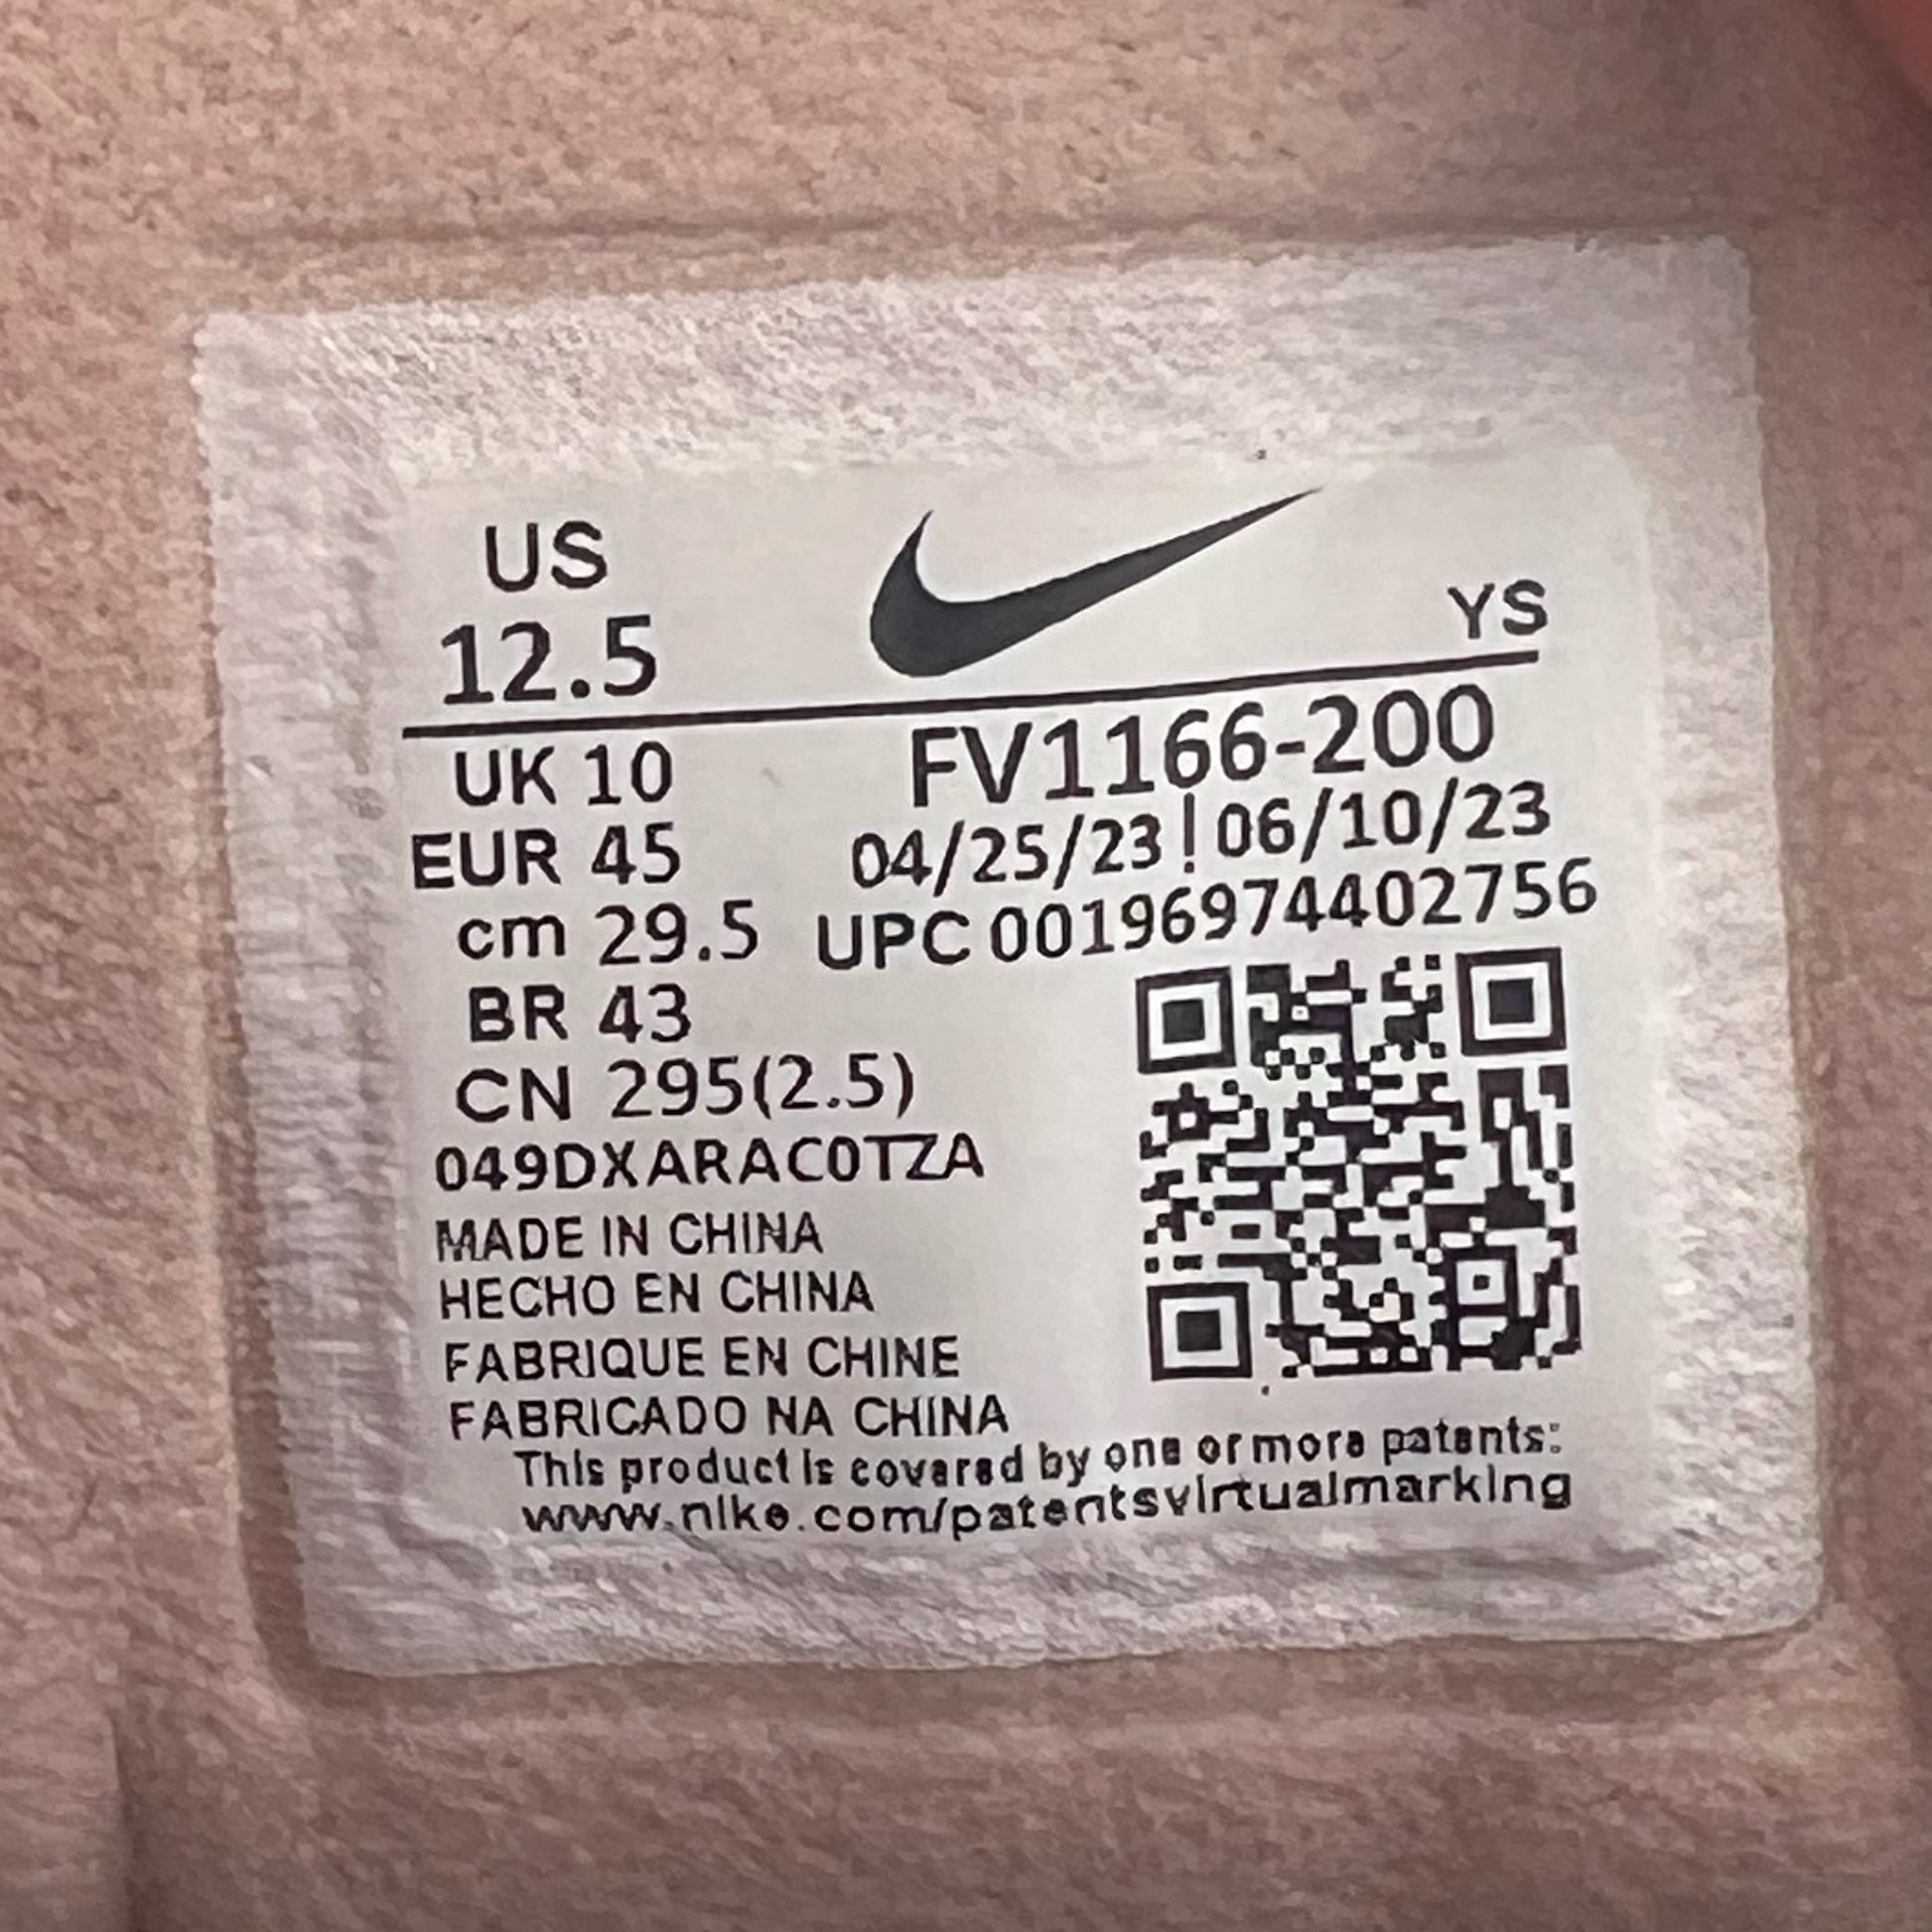 US
12.5
YS
UK 10
EUR 45
cm 29.5
BR 43
CN 295(2.5)
FV1166-200
04/25/23 | 06/10/23
UPC 00196974402756
049DXARAC0TZA
MADE IN CHINA
HECHO EN CHINA
FABRIQUE EN CHINE
FABRICADO NA CHINA
This product is covered by one or more patents:
www.nike.com/patentsvirtualmarking